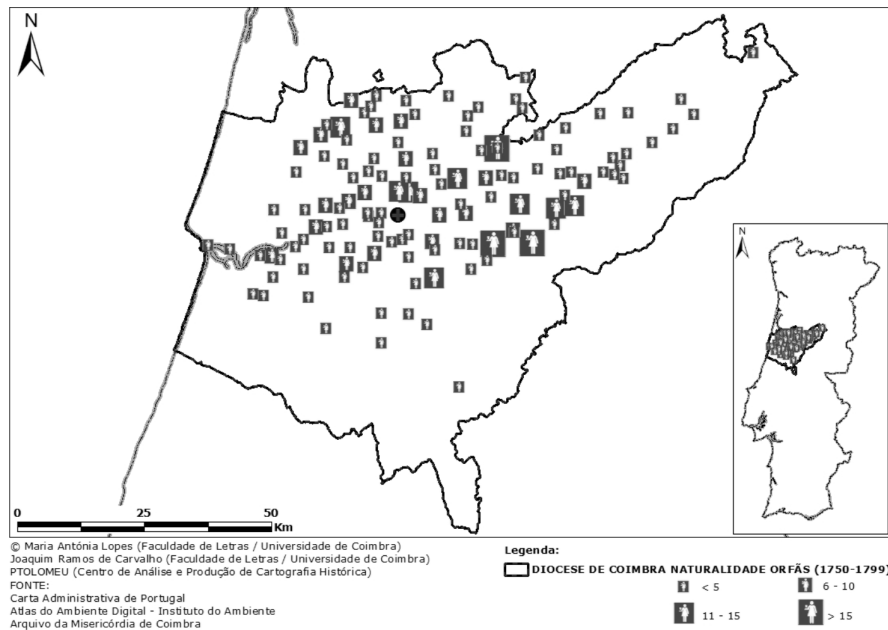 N
N
0 25 50
Km
© Maria Antónia Lopes (Faculdade de Letras / Universidade de Coimbra)
Joaquim Ramos de Carvalho (Faculdade de Letras / Universidade de Coimbra)
PTOLOMEU (Centro de Análise e Produção de Cartografia Histórica)
FONTE:
Carta Administrativa de Portugal
Atlas do Ambiente Digital - Instituto do Ambiente
Arquivo da Misericórdia de Coimbra
Legenda:
DIOCESE DE COIMBRA NATURALIDADE ORFÃS (1750-1799)
< 5 6 - 10
11 - 15 > 15